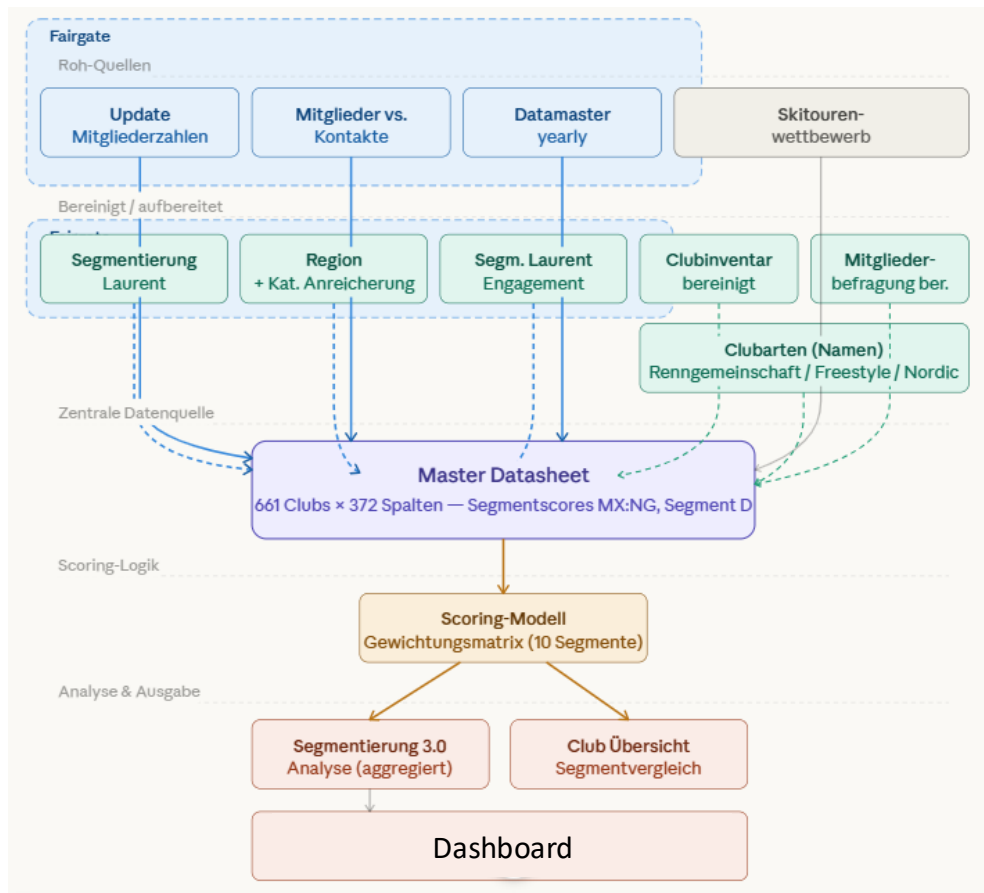 Fairgate
Roh-Quellen
Update
Mitgliederzahlen
Mitglieder vs.
Kontakte
Datamaster
yearly
Skitouren-
wettbewerb
Bereinigt / aufbereitet
Segmentierung
Laurent
Region
+ Kat. Anreicherung
Segm. Laurent
Engagement
Clubinventar
bereinigt
Mitglieder-
befragung ber.
Clubarten (Namen)
Renngemeinschaft / Freestyle / Nordic
Zentrale Datenquelle
Master Datasheet
661 Clubs × 372 Spalten — Segmentscores MX:NG, Segment D
Scoring-Logik
Scoring-Modell
Gewichtungsmatrix (10 Segmente)
Analyse & Ausgabe
Segmentierung 3.0
Analyse (aggregiert)
Club Übersicht
Segmentvergleich
Dashboard